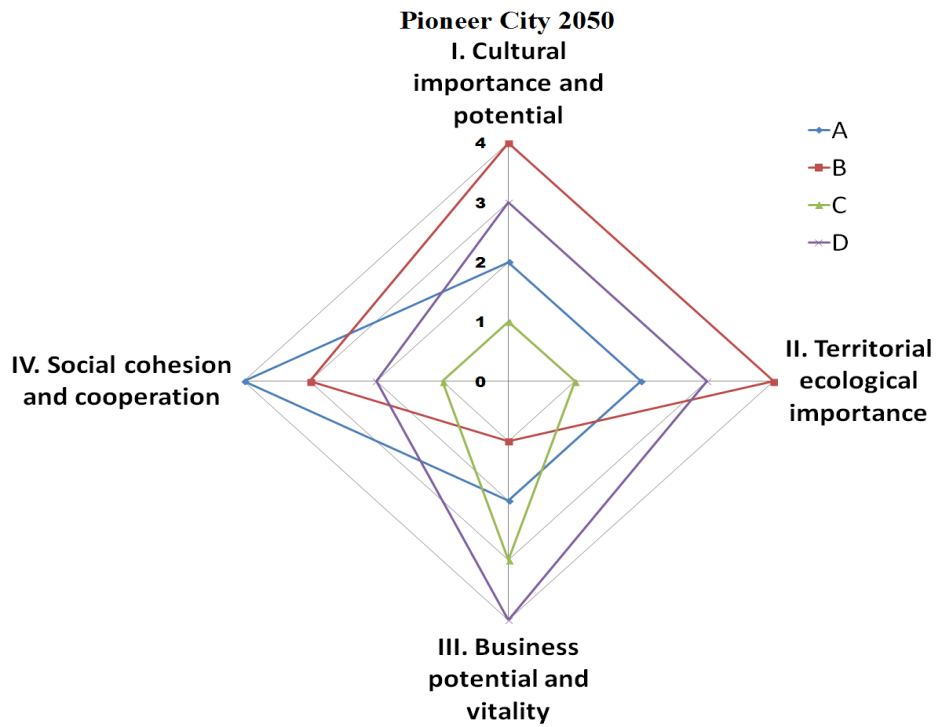 Pioneer City 2050
I. Cultural
importance and
potential
4
3
2
1
0
A
B
C
D
IV. Social cohesion
and cooperation
II. Territorial
ecological
importance
III. Business
potential and
vitality